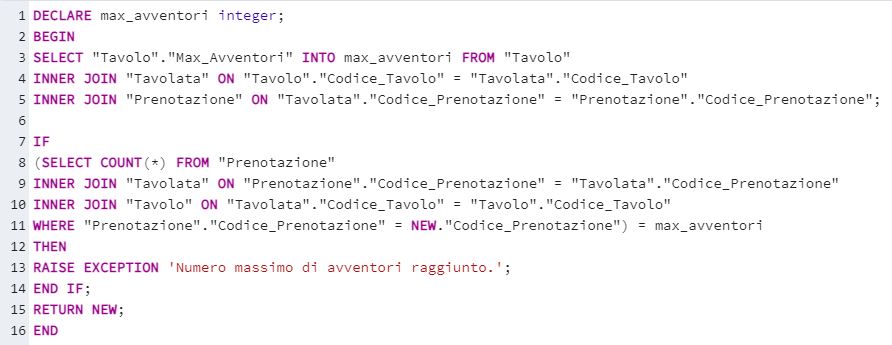 1 DECLARE max_avventori integer;
2 BEGIN
3 SELECT "Tavolo"."Max_Avventori" INTO max_avventori FROM "Tavolo"
4 INNER JOIN "Tavolata" ON "Tavolo"."Codice_Tavolo" = "Tavolata"."Codice_Tavolo"
5 INNER JOIN "Prenotazione" ON "Tavolata"."Codice_Prenotazione" = "Prenotazione"."Codice_Prenotazione";
6
7 IF
8 (SELECT COUNT(*) FROM "Prenotazione"
9 INNER JOIN "Tavolata" ON "Prenotazione"."Codice_Prenotazione" = "Tavolata"."Codice_Prenotazione"
10 INNER JOIN "Tavolo" ON "Tavolata"."Codice_Tavolo" = "Tavolo"."Codice_Tavolo"
11 WHERE "Prenotazione"."Codice_Prenotazione" = NEW."Codice_Prenotazione") = max_avventori
12 THEN
13 RAISE EXCEPTION 'Numero massimo di avventori raggiunto.';
14 END IF;
15 RETURN NEW;
16 END